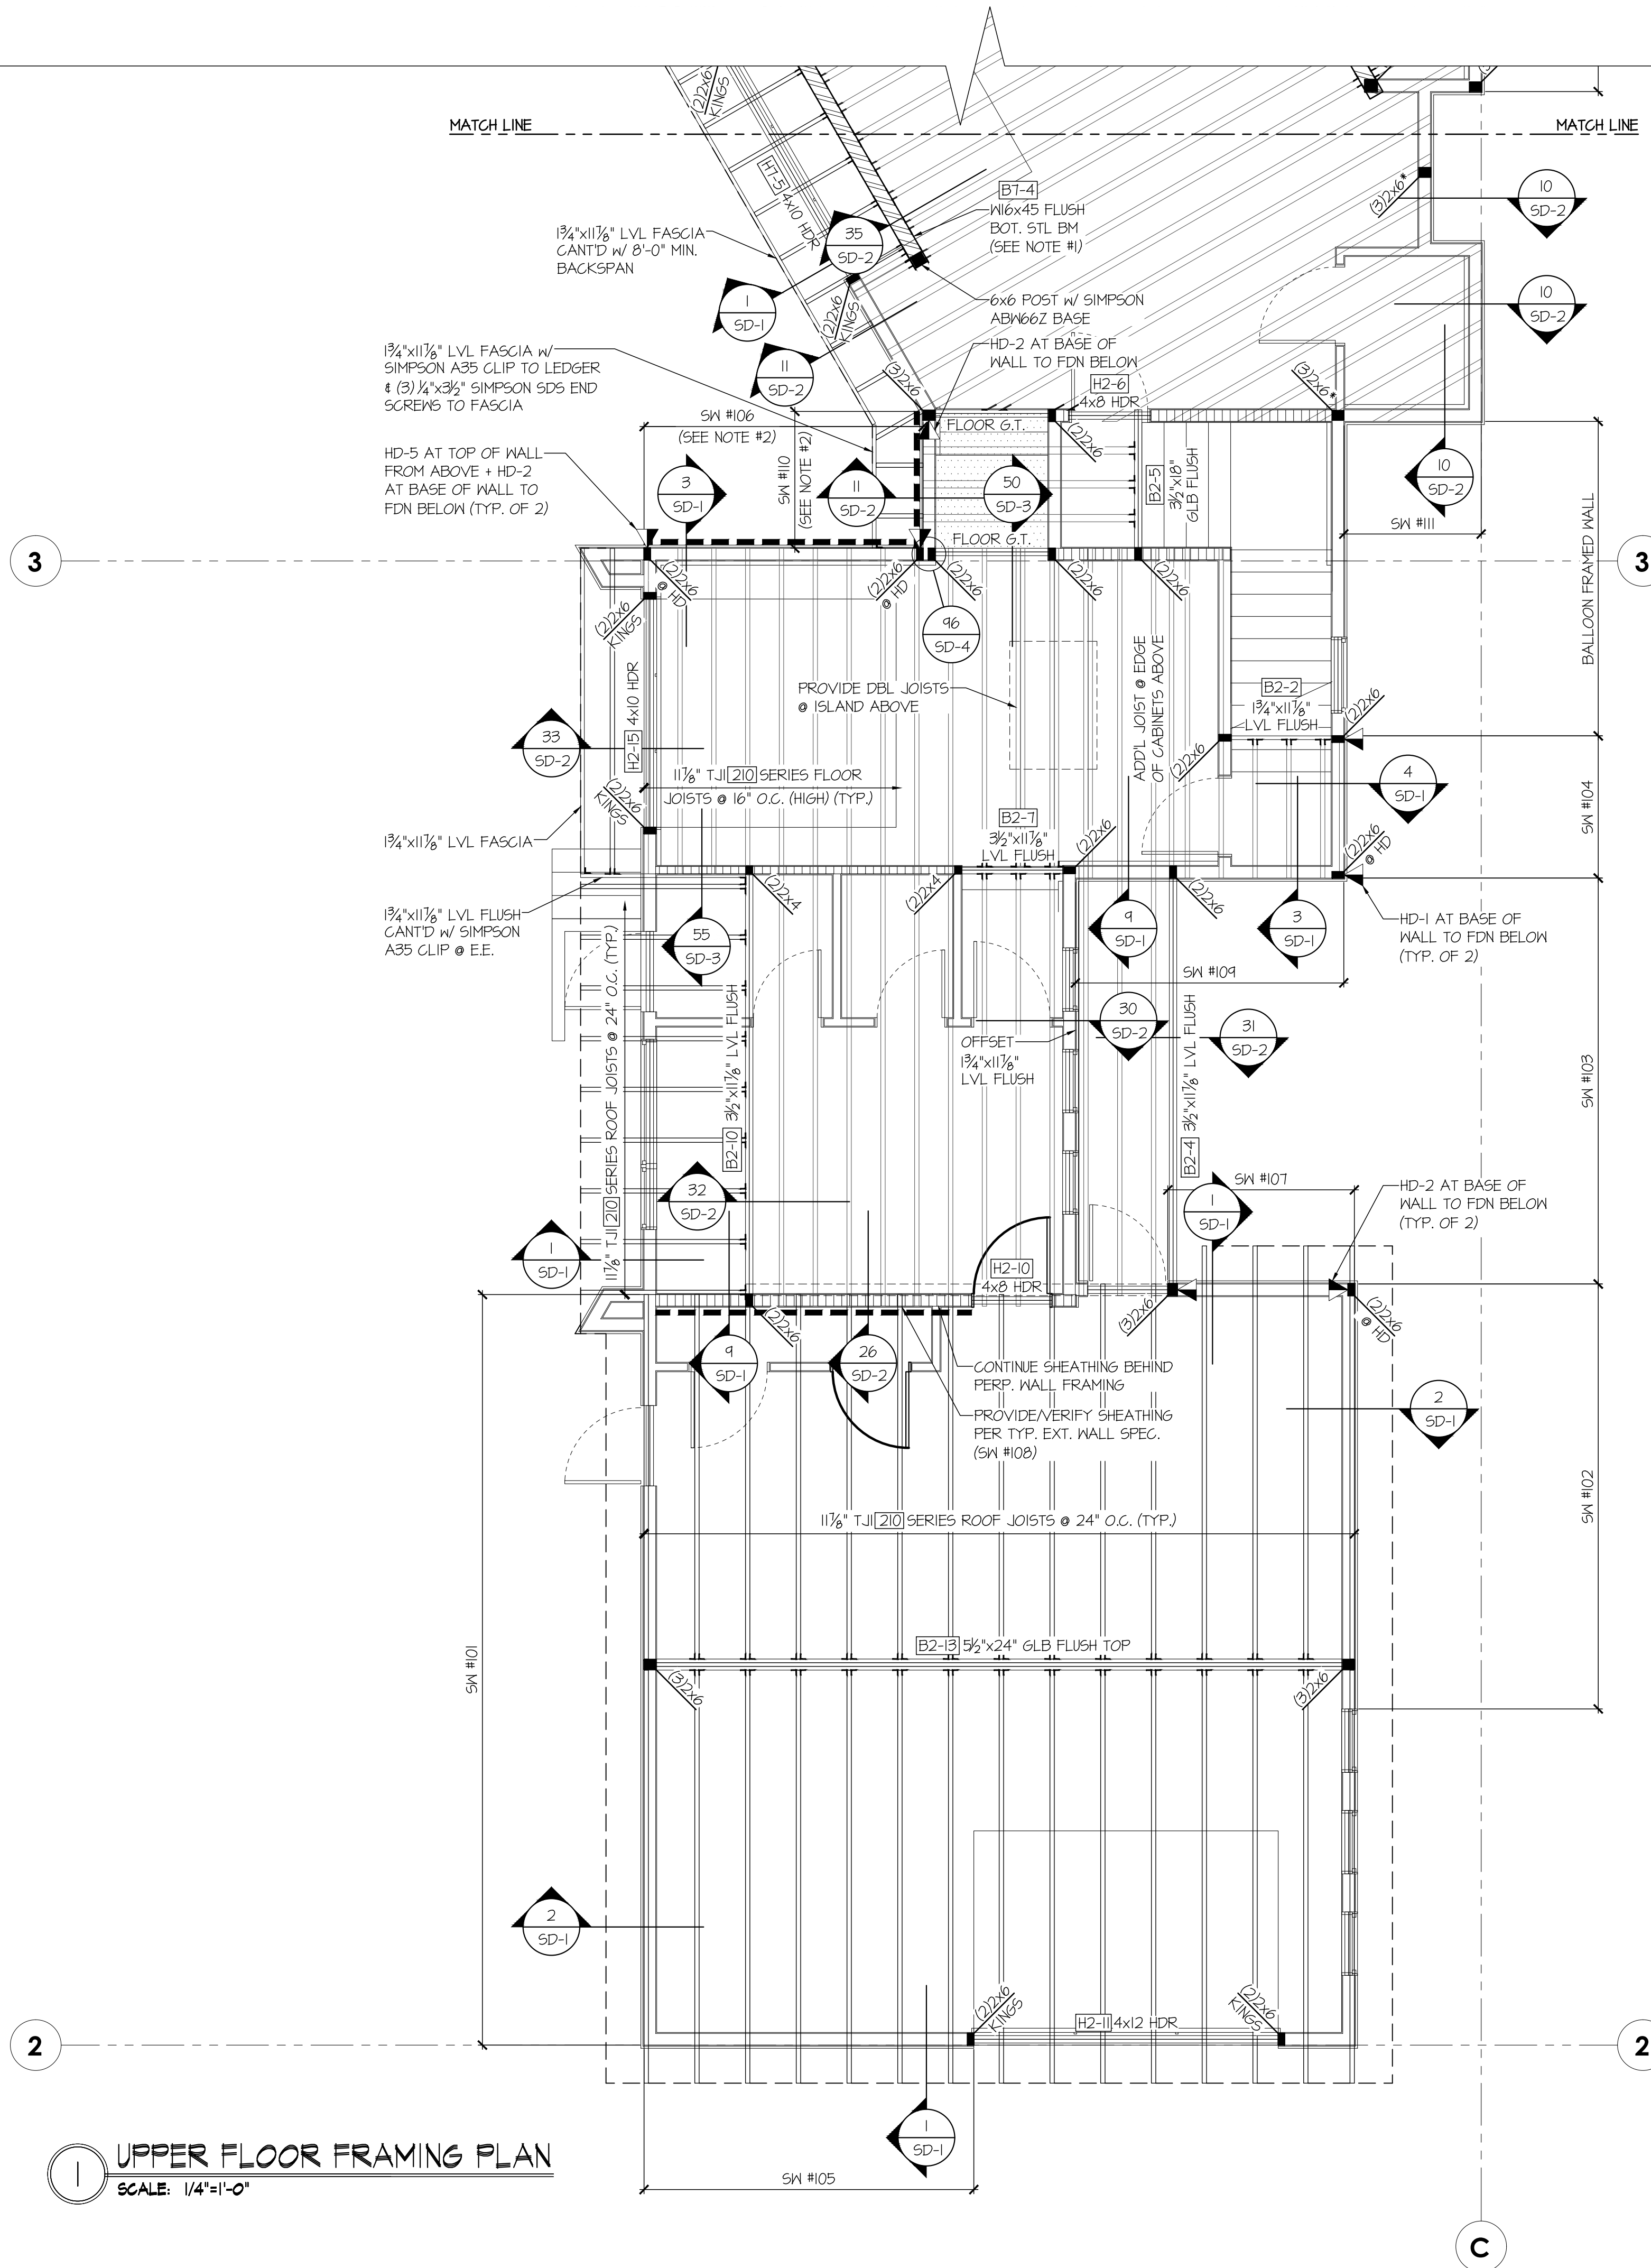 (2)2x6
KINGS
MATCH LINE
MATCH LINE
H7-5 4x10 HDR
B7-4
W16x45 FLUSH
BOT. STL BM
(SEE NOTE #1)
(3)2x6*
10
SD-2
35
SD-2
1¾"x11⅞" LVL FASCIA
CANT'D w/ 8'-0" MIN.
BACKSPAN
1
SD-1
(2)2x6
KINGS
6x6 POST w/ SIMPSON
ABW66Z BASE
10
SD-2
HD-2 AT BASE OF
WALL TO FDN BELOW
1¾"x11⅞" LVL FASCIA w/
SIMPSON A35 CLIP TO LEDGER
& (3) ¼"x3½" SIMPSON SDS END
SCREWS TO FASCIA
11
SD-2
(3)2x6
H2-6
4x8 HDR
(3)2x6*
SW #106
(SEE NOTE #2)
SW #110
(SEE NOTE #2)
FLOOR G.T.
(2)2x6
HD-5 AT TOP OF WALL
FROM ABOVE + HD-2
AT BASE OF WALL TO
FDN BELOW (TYP. OF 2)
3
SD-1
11
SD-2
50
SD-3
B2-5
3½"x18"
GLB FLUSH
10
SD-2
SW #111
BALLOON FRAMED WALL
FLOOR G.T.
3
3
(2)2x6
@ HD
(2)2x6
@ HD
(2)2x6
(2)2x6
(2)2x6
(2)2x6
KINGS
96
SD-4
H2-15 4x10 HDR
PROVIDE DBL JOISTS
@ ISLAND ABOVE
ADD'L JOIST @ EDGE
OF CABINETS ABOVE
B2-2
1¾"x11⅞"
LVL FLUSH
(2)2x6
33
SD-2
(2)2x6
11⅞" TJI 210 SERIES FLOOR
JOISTS @ 16" O.C. (HIGH) (TYP.)
4
SD-1
SW #104
(2)2x6
KINGS
B2-7
3½"x11⅞"
LVL FLUSH
(2)2x6
(2)2x6
@ HD
1¾"x11⅞" LVL FASCIA
(2)2x4
(2)2x4
(2)2x6
1¾"x11⅞" LVL FLUSH
CANT'D w/ SIMPSON
A35 CLIP @ E.E.
55
SD-3
9
SD-1
3
SD-1
HD-1 AT BASE OF
WALL TO FDN BELOW
(TYP. OF 2)
SW #109
11⅞" TJI 210 SERIES ROOF JOISTS @ 24" O.C. (TYP.)
B2-10 3½"x11⅞" LVL FLUSH
OFFSET
1¾"x11⅞"
LVL FLUSH
30
SD-2
B2-4 3½"x11⅞" LVL FLUSH
31
SD-2
SW #103
32
SD-2
SW #107
HD-2 AT BASE OF
WALL TO FDN BELOW
(TYP. OF 2)
1
SD-1
1
SD-1
H2-10
4x8 HDR
(2)2x6
(3)2x6
(2)2x6
@ HD
9
SD-1
26
SD-2
CONTINUE SHEATHING BEHIND
PERP. WALL FRAMING
PROVIDE/VERIFY SHEATHING
PER TYP. EXT. WALL SPEC.
(SW #108)
2
SD-1
SW #102
11⅞" TJI 210 SERIES ROOF JOISTS @ 24" O.C. (TYP.)
SW #101
B2-13 5½"x24" GLB FLUSH TOP
(3)2x6
(3)2x6
2
SD-1
(2)2x6
KINGS
H2-11 4x12 HDR
(2)2x6
KINGS
2
2
1
SD-1
1
UPPER FLOOR FRAMING PLAN
SCALE: 1/4"=1'-0"
SW #105
C